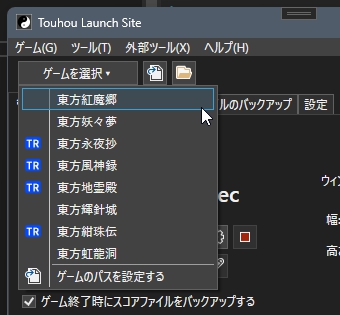 Touhou Launch Site
ゲーム(G) ツール(T) 外部ツール(X) ヘルプ(H)
ゲームを選択
ルのバックアップ 設定
東方紅魔郷
東方妖々夢
TR 東方永夜抄
TR 東方風神録
TR 東方地霊殿
東方輝針城
TR 東方紺珠伝
東方虹龍洞
ゲームのパスを設定する
ウィン
ec
幅
高さ
ゲーム終了時にスコアファイルをバックアップする